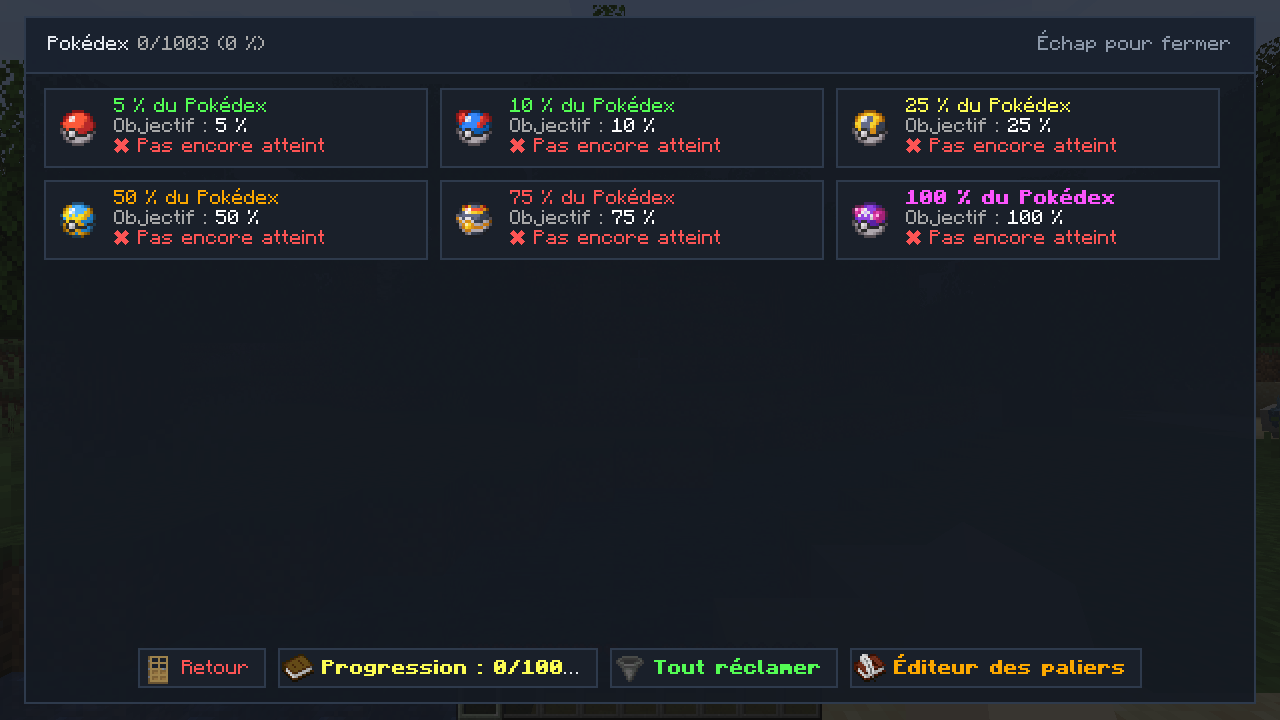 Pokédex 0/1003 (0 %)
Échap pour fermer
5 % du Pokédex
Objectif : 5 %
✖ Pas encore atteint
10 % du Pokédex
Objectif : 10 %
✖ Pas encore atteint
25 % du Pokédex
Objectif : 25 %
✖ Pas encore atteint
50 % du Pokédex
Objectif : 50 %
✖ Pas encore atteint
75 % du Pokédex
Objectif : 75 %
✖ Pas encore atteint
100 % du Pokédex
Objectif : 100 %
✖ Pas encore atteint
Retour
Progression : 0/100...
Tout réclamer
Éditeur des paliers